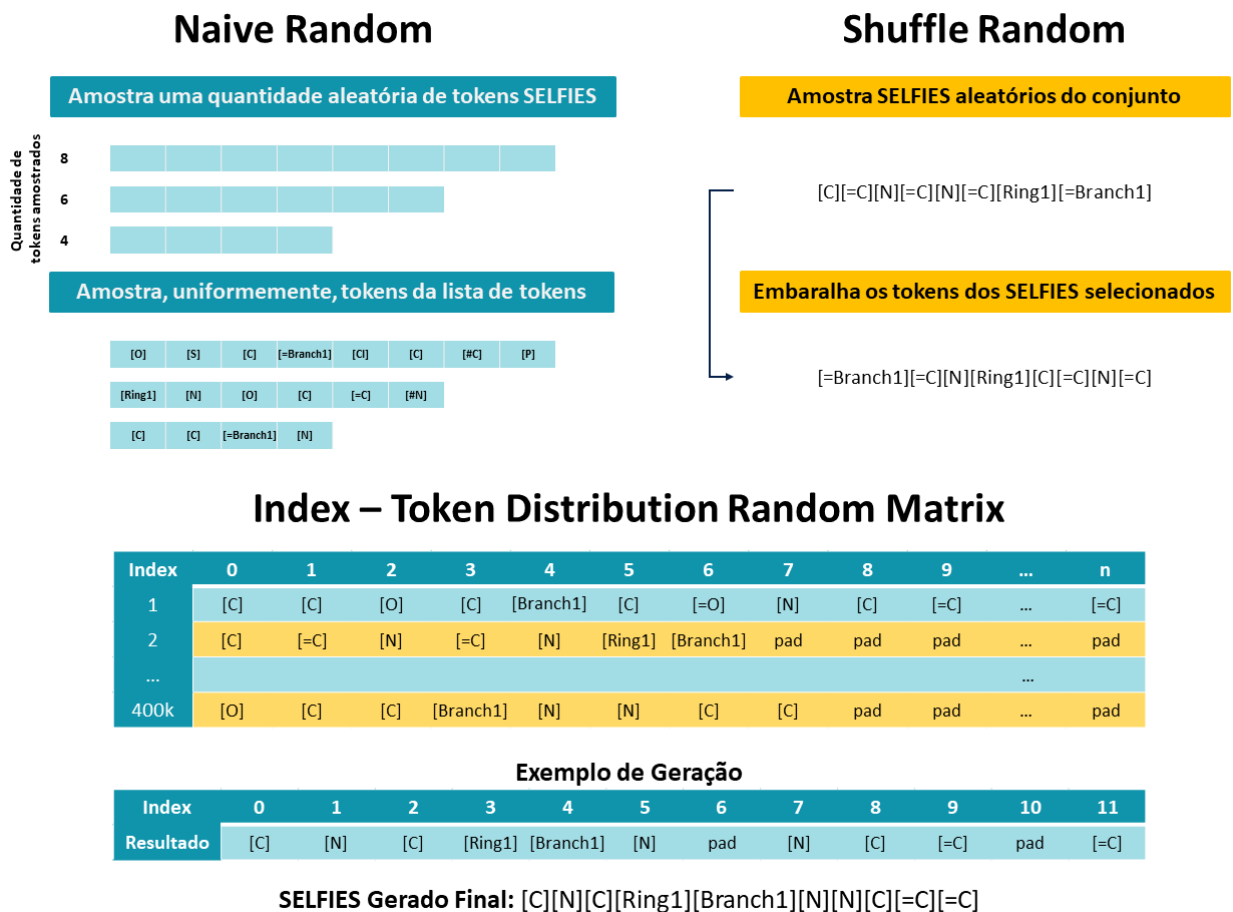 Naive Random
Amostra uma quantidade aleatória de tokens SELFIES
Quantidade de
tokens amostrados
8
6
4
Amostra, uniformemente, tokens da lista de tokens
[O] [S] [C] [=Branch1] [Cl] [C] [#C] [P]
[Ring1] [N] [O] [C] [=C] [#N]
[C] [C] [=Branch1] [N]
Shuffle Random
Amostra SELFIES aleatórios do conjunto
[C][=C][N][=C][N][=C][Ring1][=Branch1]
Embaralha os tokens dos SELFIES selecionados
[=Branch1][=C][N][Ring1][C][=C][N][=C]
Index – Token Distribution Random Matrix
Index 0 1 2 3 4 5 6 7 8 9 ... n
1 [C] [C] [O] [C] [Branch1] [C] [=O] [N] [C] [=C] ... [=C]
2 [C] [=C] [N] [=C] [N] [Ring1] [Branch1] pad pad pad ... pad
... ...
400k [O] [C] [C] [Branch1] [N] [N] [C] [C] pad pad ... pad
Exemplo de Geração
Index 0 1 2 3 4 5 6 7 8 9 10 11
Resultado [C] [N] [C] [Ring1] [Branch1] [N] pad [N] [C] [=C] pad [=C]
SELFIES Gerado Final: [C][N][C][Ring1][Branch1][N][N][C][=C][=C]